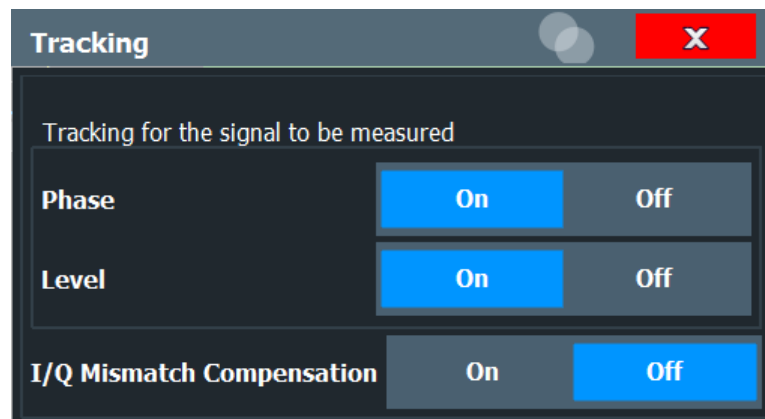 Tracking X
Tracking for the signal to be measured
Phase On Off
Level On Off
I/Q Mismatch Compensation On Off